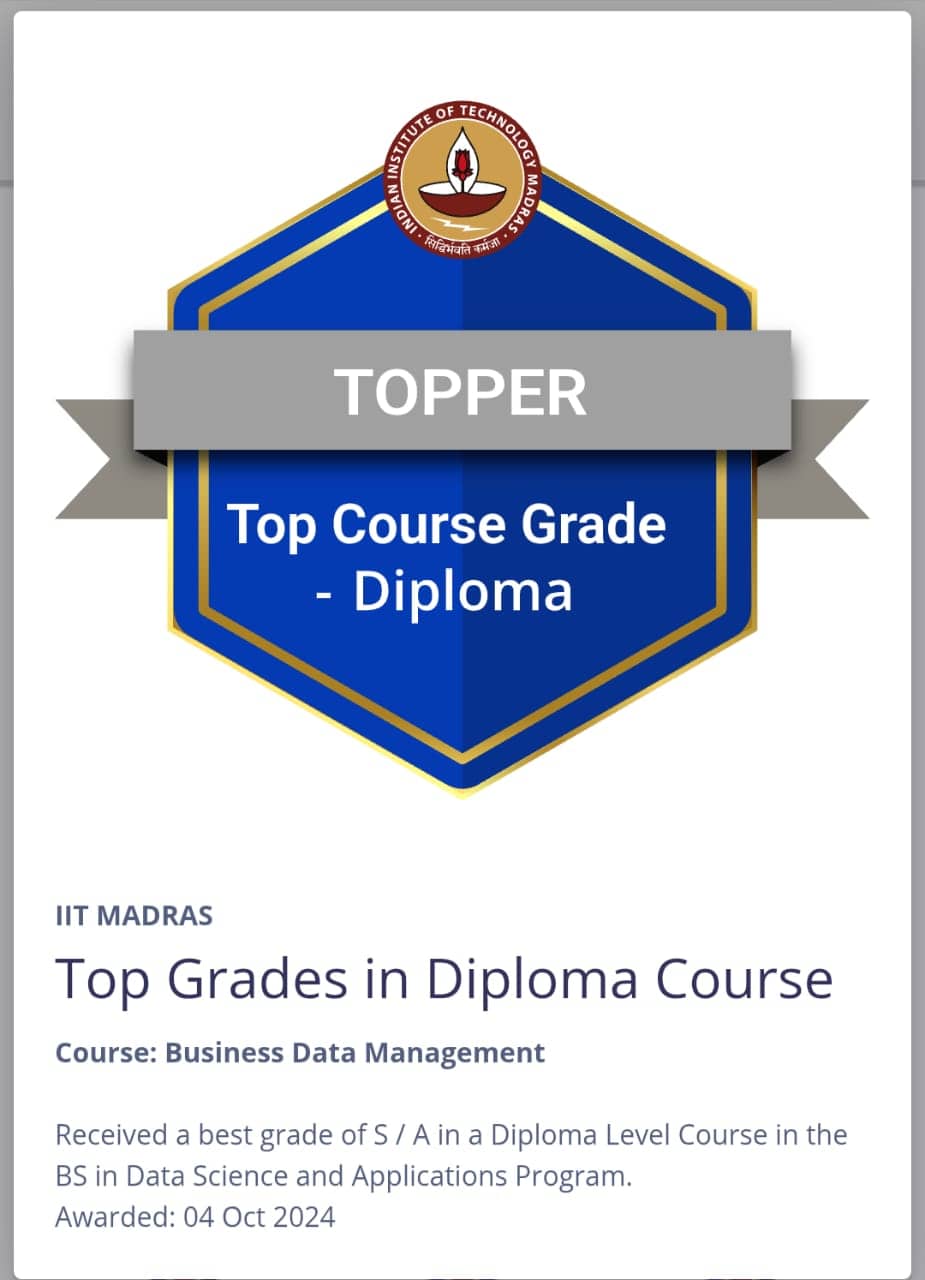 INDIAN INSTITUTE OF TECHNOLOGY MADRAS
सिद्धिर्भवति कर्मजा
TOPPER
Top Course Grade
- Diploma
IIT MADRAS
Top Grades in Diploma Course
Course: Business Data Management
Received a best grade of S / A in a Diploma Level Course in the
BS in Data Science and Applications Program.
Awarded: 04 Oct 2024